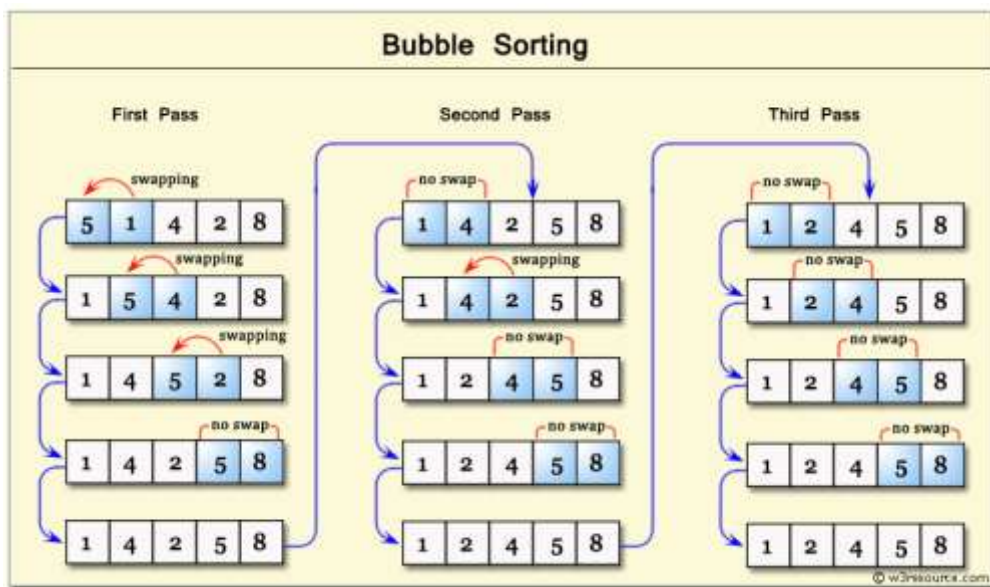 Bubble Sorting
First Pass
swapping
5 1 4 2 8
swapping
1 5 4 2 8
swapping
1 4 5 2 8
no swap
1 4 2 5 8
1 4 2 5 8
Second Pass
no swap
1 4 2 5 8
swapping
1 4 2 5 8
no swap
1 2 4 5 8
no swap
1 2 4 5 8
1 2 4 5 8
Third Pass
no swap
1 2 4 5 8
no swap
1 2 4 5 8
no swap
1 2 4 5 8
no swap
1 2 4 5 8
1 2 4 5 8
© w3resource.com